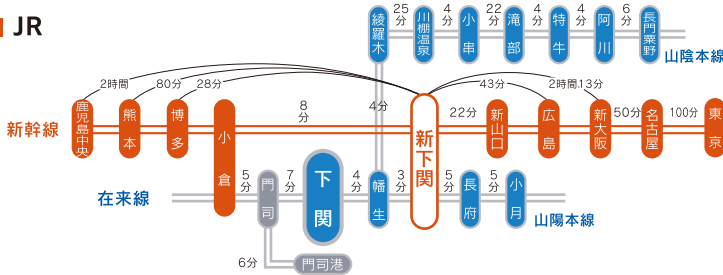 JR
綾羅木
25分
川棚温泉
4分
小串
22分
滝部
4分
特牛
4分
阿川
6分
長門粟野
山陰本線
2時間
80分
28分
43分
2時間13分
新幹線
鹿児島中央
熊本
博多
小倉
8分
4分
新下関
22分
新山口
広島
新大阪
50分
名古屋
100分
東京
在来線
5分
門司
7分
下関
4分
幡生
3分
5分
長府
5分
小月
山陽本線
6分
門司港